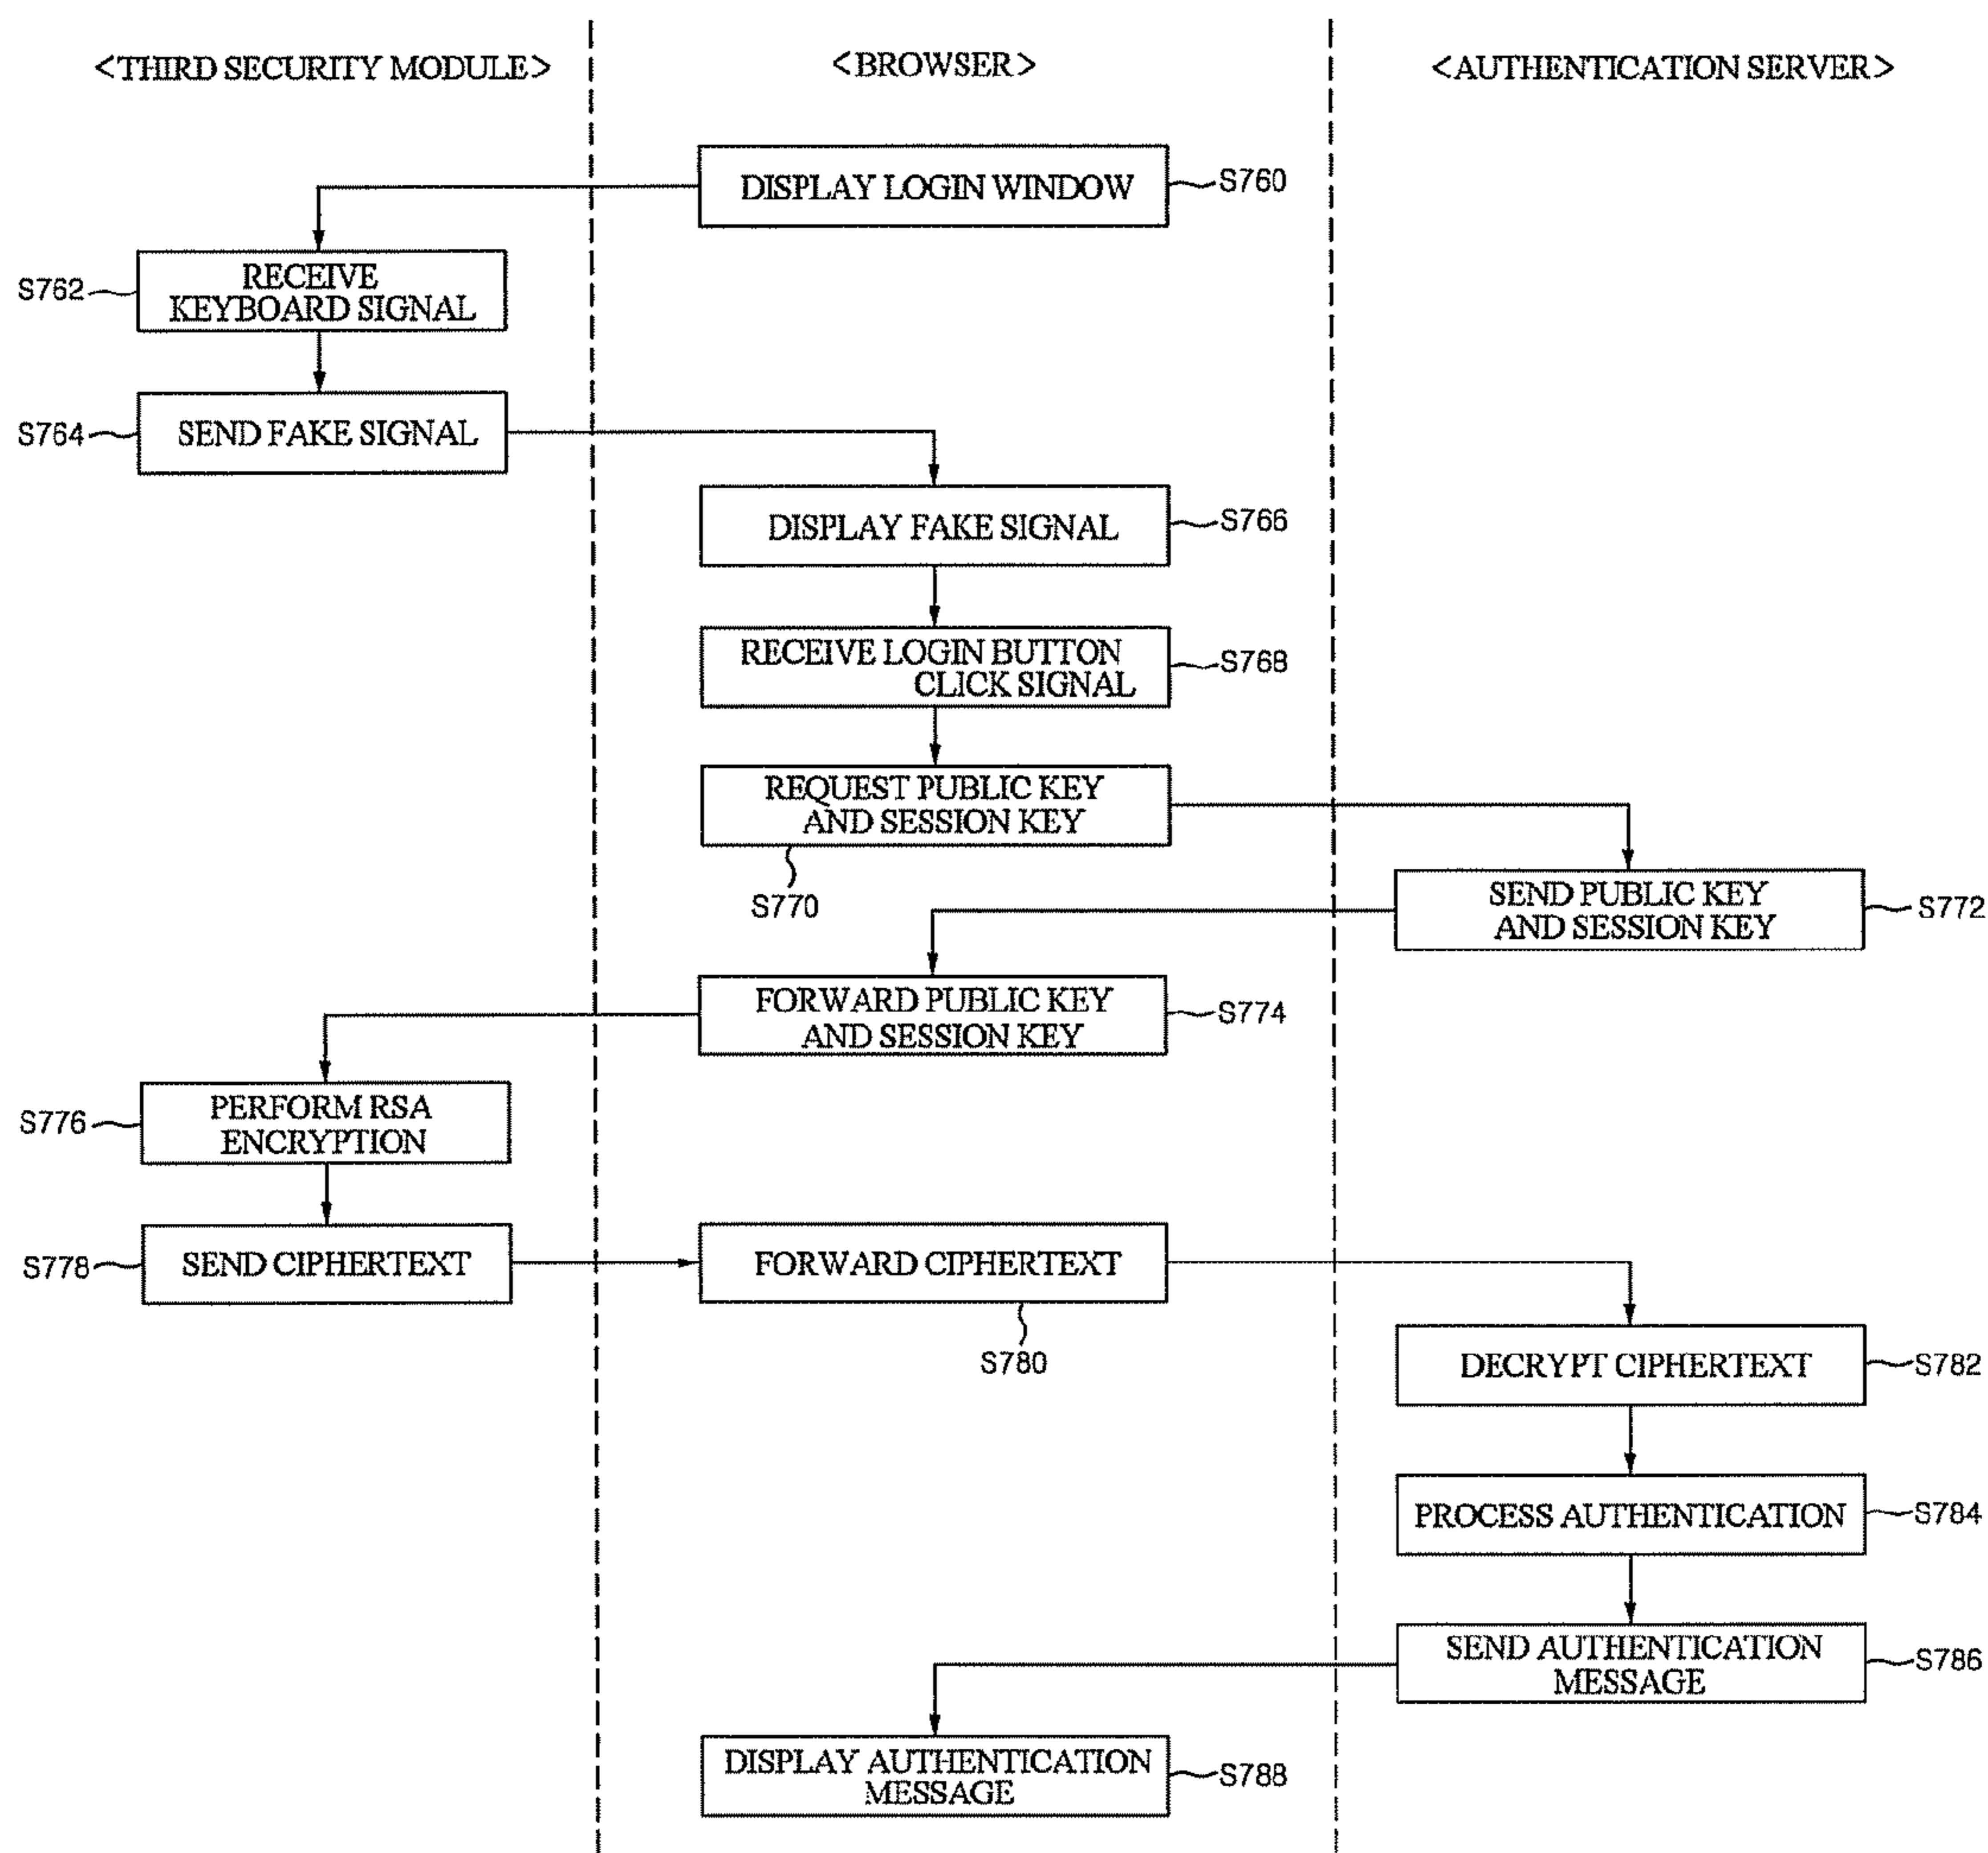 <THIRD SECURITY MODULE>
<BROWSER>
<AUTHENTICATION SERVER>
DISPLAY LOGIN WINDOW
S760
S762
RECEIVE
KEYBOARD SIGNAL
S764
SEND FAKE SIGNAL
DISPLAY FAKE SIGNAL
S766
RECEIVE LOGIN BUTTON
CLICK SIGNAL
S768
REQUEST PUBLIC KEY
AND SESSION KEY
S770
SEND PUBLIC KEY
AND SESSION KEY
S772
FORWARD PUBLIC KEY
AND SESSION KEY
S774
S776
PERFORM RSA
ENCRYPTION
S778
SEND CIPHERTEXT
FORWARD CIPHERTEXT
S780
DECRYPT CIPHERTEXT
S782
PROCESS AUTHENTICATION
S784
SEND AUTHENTICATION
MESSAGE
S786
DISPLAY AUTHENTICATION
MESSAGE
S788